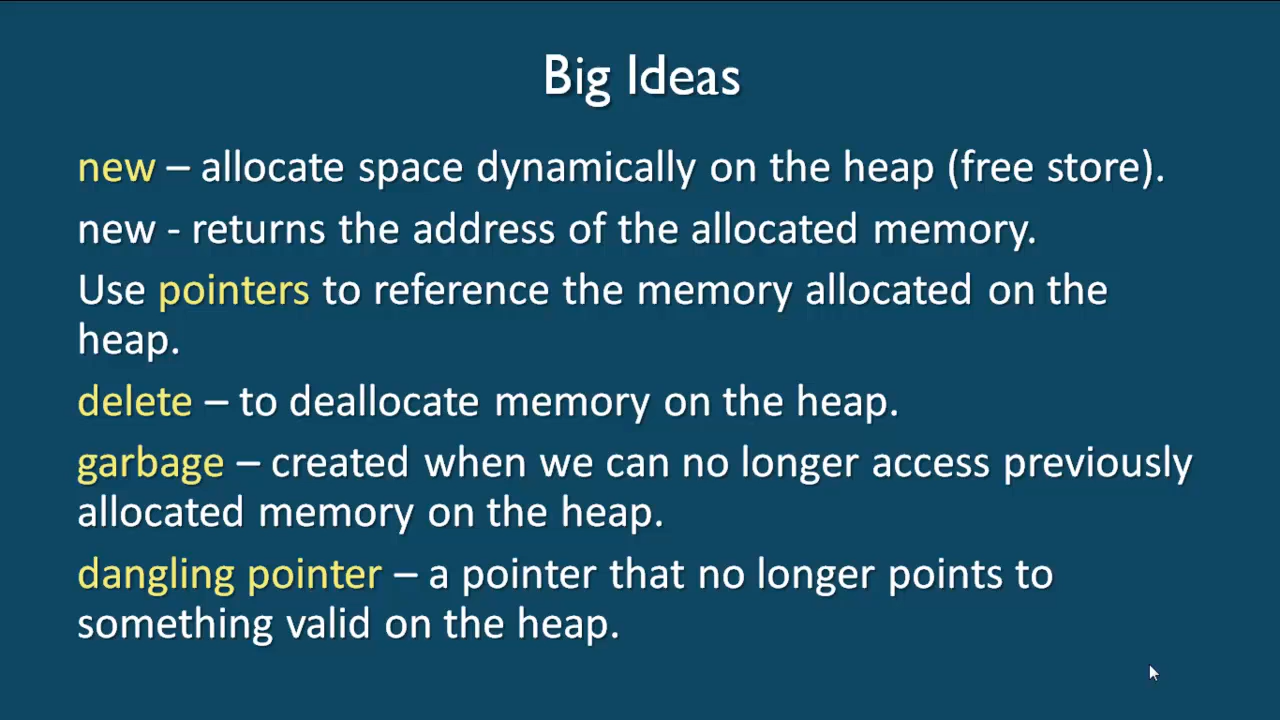 Big Ideas
new – allocate space dynamically on the heap (free store).
new - returns the address of the allocated memory.
Use pointers to reference the memory allocated on the
heap.
delete – to deallocate memory on the heap.
garbage – created when we can no longer access previously
allocated memory on the heap.
dangling pointer – a pointer that no longer points to
something valid on the heap.